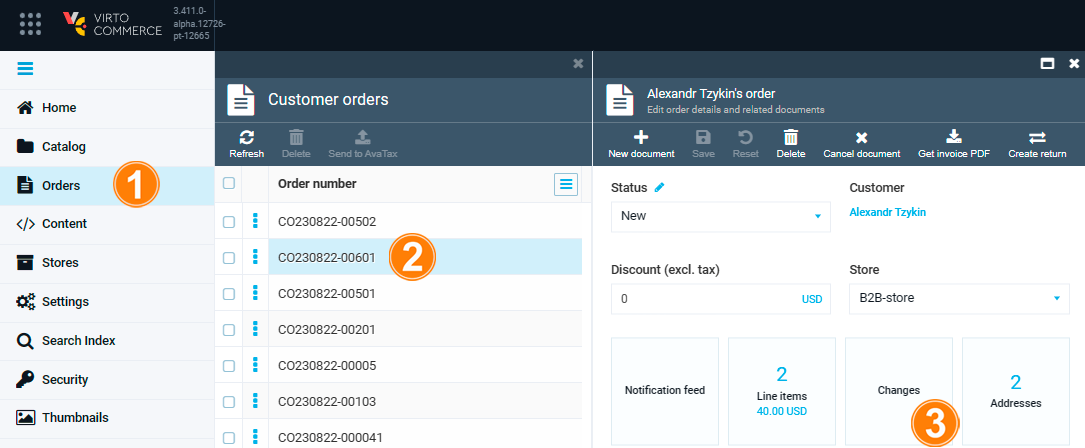 VIRTO
COMMERCE
3.411.0-
alpha.12726-
pt-12665
Home
Catalog
Orders
1
Content
Stores
Settings
Search Index
Security
Thumbnails
Customer orders
Refresh
Delete
Send to AvaTax
Order number
CO230822-00502
CO230822-00601
2
CO230822-00501
CO230822-00201
CO230822-00005
CO230822-00103
CO230822-000041
Alexandr Tzykin's order
Edit order details and related documents
New document
Save
Reset
Delete
Cancel document
Get invoice PDF
Create return
Status
Customer
New
Alexandr Tzykin
Discount (excl. tax)
Store
0 USD
B2B-store
Notification feed
2
Line items
40.00 USD
Changes
3
2
Addresses